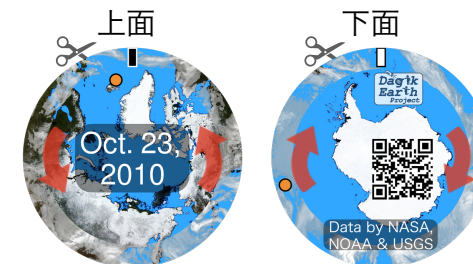 上面
下面
Oct. 23,
2010
Dagik
Earth
Project
Data by NASA,
NOAA & USGS